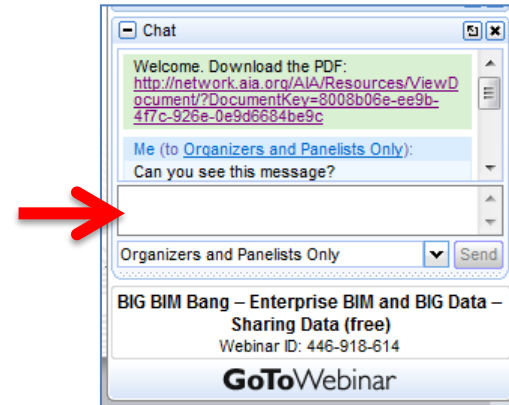 Chat
Welcome. Download the PDF:
http://network.aia.org/AIA/Resources/ViewD
ocument/?DocumentKey=8008b06e-ee9b-
4f7c-926e-0e9d6684be9c
Me (to Organizers and Panelists Only):
Can you see this message?
Organizers and Panelists Only
Send
BIG BIM Bang – Enterprise BIM and BIG Data –
Sharing Data (free)
Webinar ID: 446-918-614
GoToWebinar